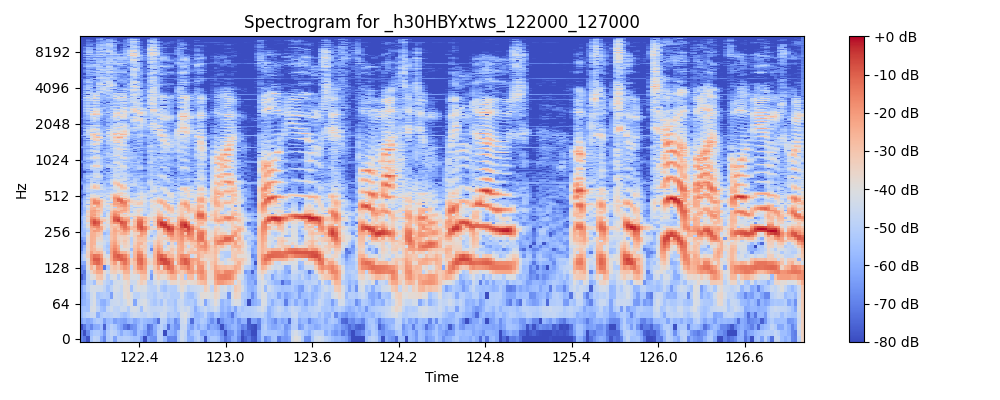 Spectrogram for _h30HBYxtws_122000_127000
8192
4096
2048
1024
512
256
128
64
0
Hz
122.4 123.0 123.6 124.2 124.8 125.4 126.0 126.6
Time
+0 dB
-10 dB
-20 dB
-30 dB
-40 dB
-50 dB
-60 dB
-70 dB
-80 dB